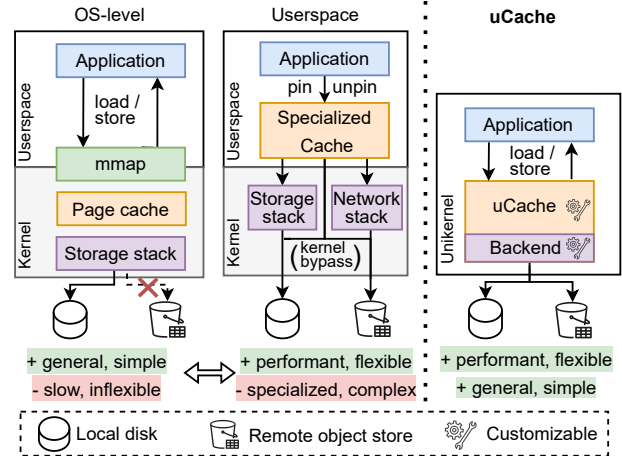 OS-level
Userspace
Application
load /
store
mmap
Kernel
Page cache
Storage stack
+ general, simple
- slow, inflexible
Userspace
Userspace
Application
pin unpin
Specialized
Cache
Kernel
Storage
stack
Network
stack
(kernel
bypass)
+ performant, flexible
- specialized, complex
uCache
Unikernel
Application
load /
store
uCache
Backend
+ performant, flexible
+ general, simple
Local disk
Remote object store
Customizable